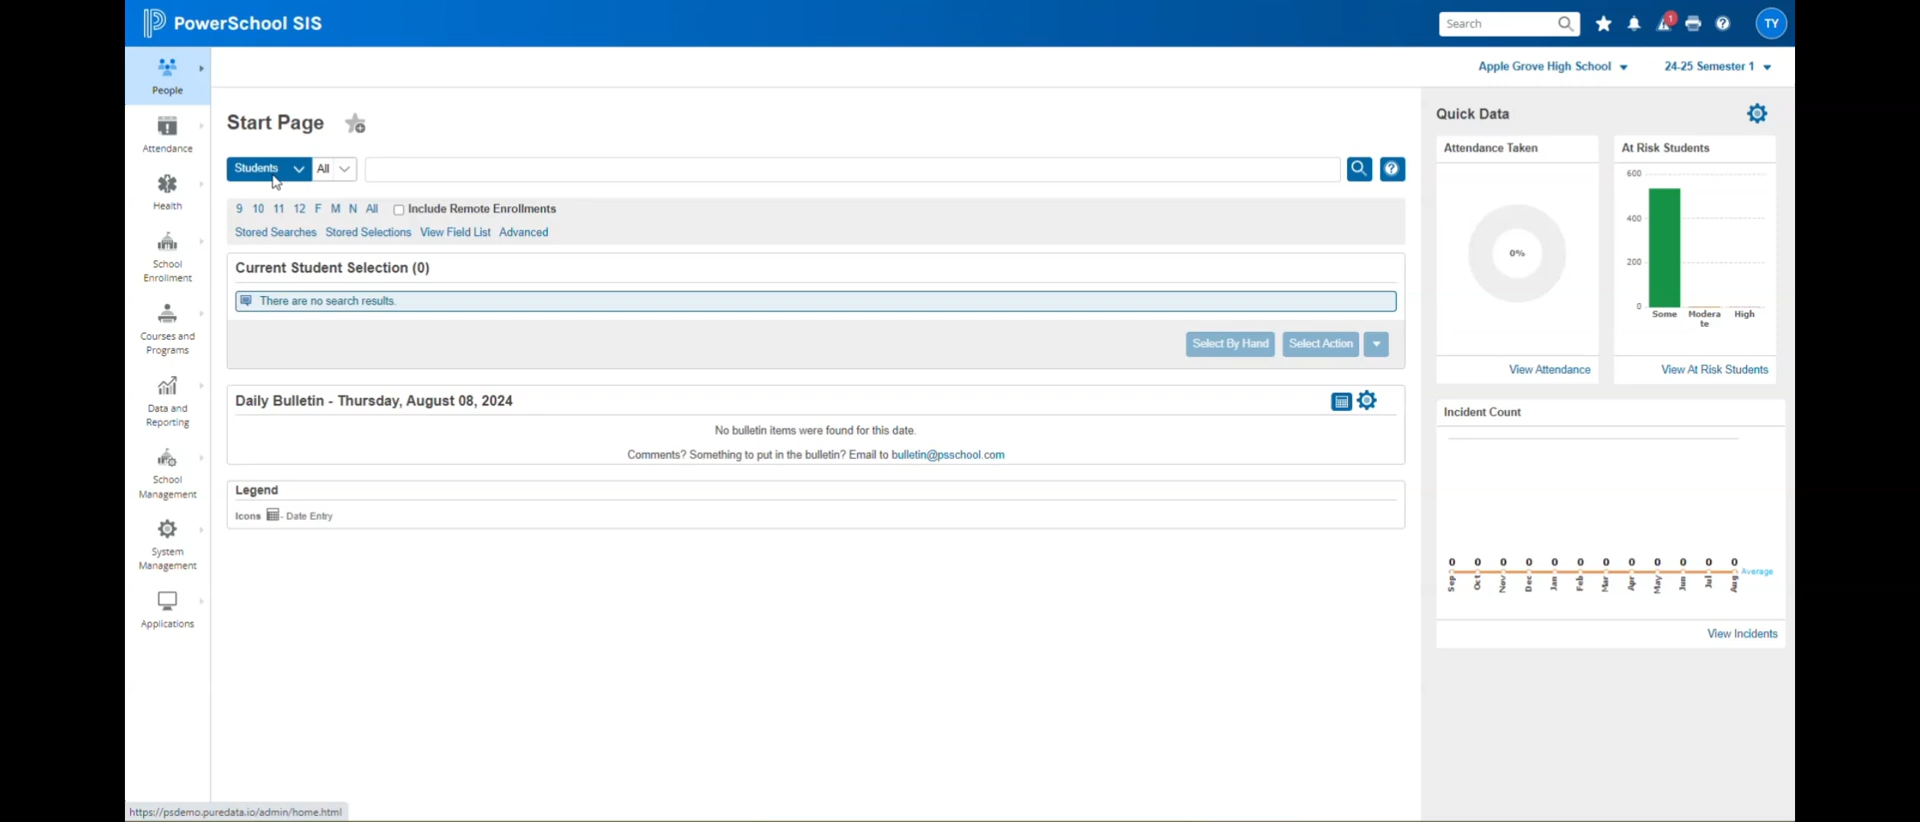 PowerSchool SIS
Search
1
TY
People
Attendance
Health
School
Enrollment
Courses and
Programs
Data and
Reporting
School
Management
System
Management
Applications
Apple Grove High School
24-25 Semester 1
Start Page
Students
All
9 10 11 12 F M N All Include Remote Enrollments
Stored Searches Stored Selections View Field List Advanced
Current Student Selection (0)
There are no search results.
Select By Hand
Select Action
Daily Bulletin - Thursday, August 08, 2024
No bulletin items were found for this date.
Comments? Something to put in the bulletin? Email to bulletin@psschool.com
Legend
Icons - Date Entry
Quick Data
Attendance Taken
0%
View Attendance
At Risk Students
600
400
200
0
Some Modera High
te
View At Risk Students
Incident Count
0 0 0 0 0 0 0 0 0 0 0 0
Average
Sep Oct Nov Dec Jan Feb Mar Apr May Jun Jul Aug
View Incidents
https://psdemo.puredata.io/admin/home.html